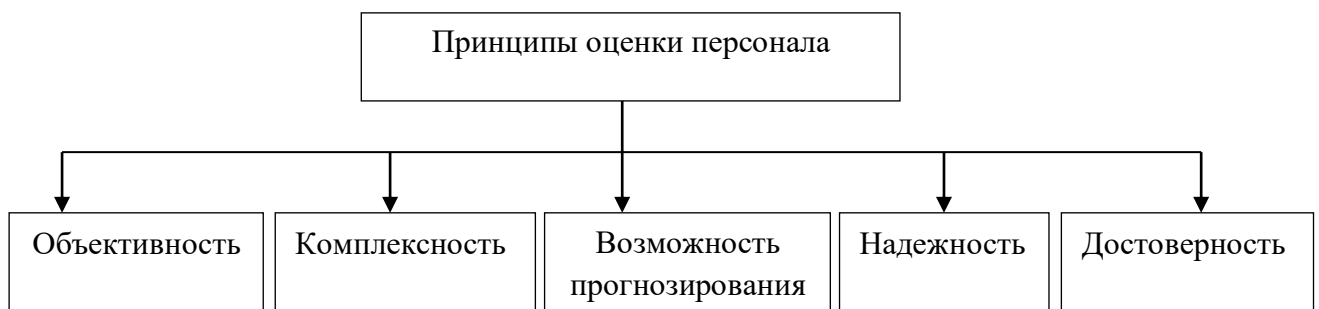 Принципы оценки персонала
Объективность
Комплексность
Возможность
прогнозирования
Надежность
Достоверность